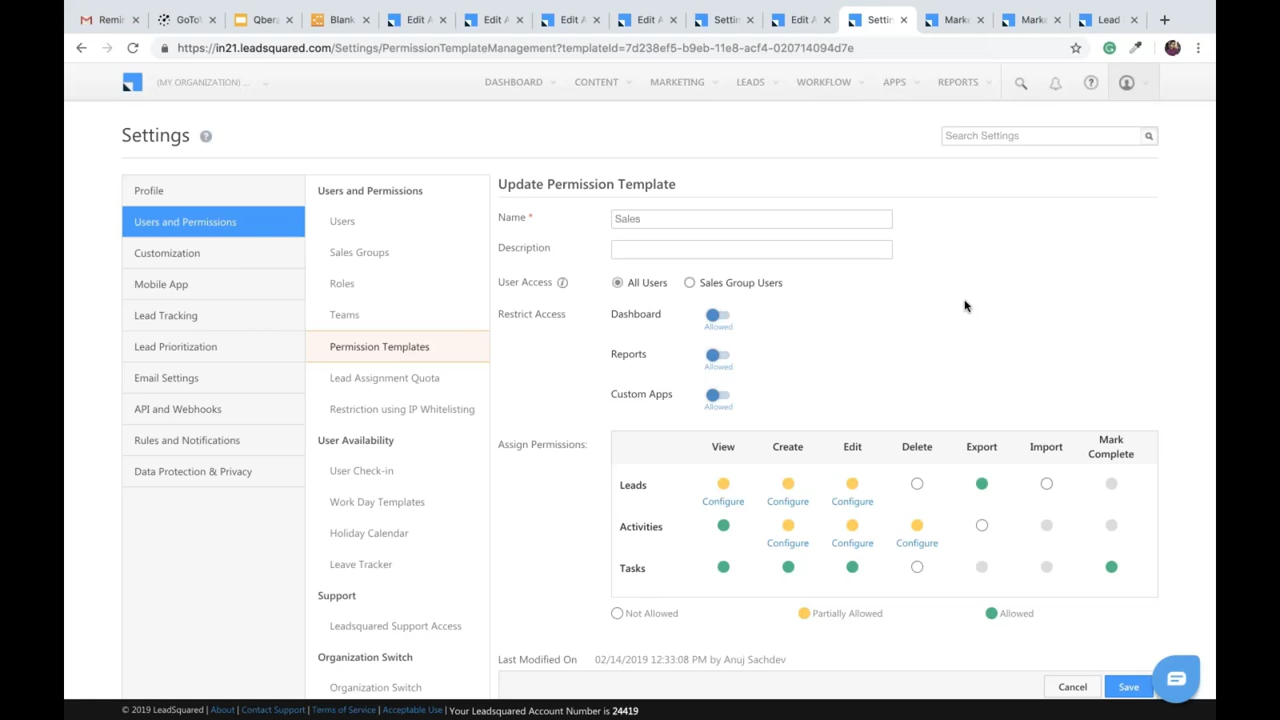 Remin
GoTo
Qber
Blank
Edit A
Edit A
Edit A
Edit A
Settin
Edit A
Settin
Marke
Marke
Lead
https://in21.leadsquared.com/Settings/PermissionTemplateManagement?templateId=7d238ef5-b9eb-11e8-acf4-020714094d7e
(MY ORGANIZATION) ...
DASHBOARD
CONTENT
MARKETING
LEADS
WORKFLOW
APPS
REPORTS
Settings
Search Settings
Profile
Users and Permissions
Customization
Mobile App
Lead Tracking
Lead Prioritization
Email Settings
API and Webhooks
Rules and Notifications
Data Protection & Privacy
Users and Permissions
Users
Sales Groups
Roles
Teams
Permission Templates
Lead Assignment Quota
Restriction using IP Whitelisting
User Availability
User Check-in
Work Day Templates
Holiday Calendar
Leave Tracker
Support
Leadsquared Support Access
Organization Switch
Organization Switch
Update Permission Template
Name * Sales
Description
User Access All Users Sales Group Users
Restrict Access Dashboard
Allowed
Reports
Allowed
Custom Apps
Allowed
Assign Permissions: View Create Edit Delete Export Import Mark Complete
Leads
Configure Configure Configure
Activities
Configure Configure Configure
Tasks
Not Allowed Partially Allowed Allowed
Last Modified On 02/14/2019 12:33:08 PM by Anuj Sachdev
Cancel Save
© 2019 LeadSquared | About | Contact Support | Terms of Service | Acceptable Use | Your Leadsquared Account Number is 24419